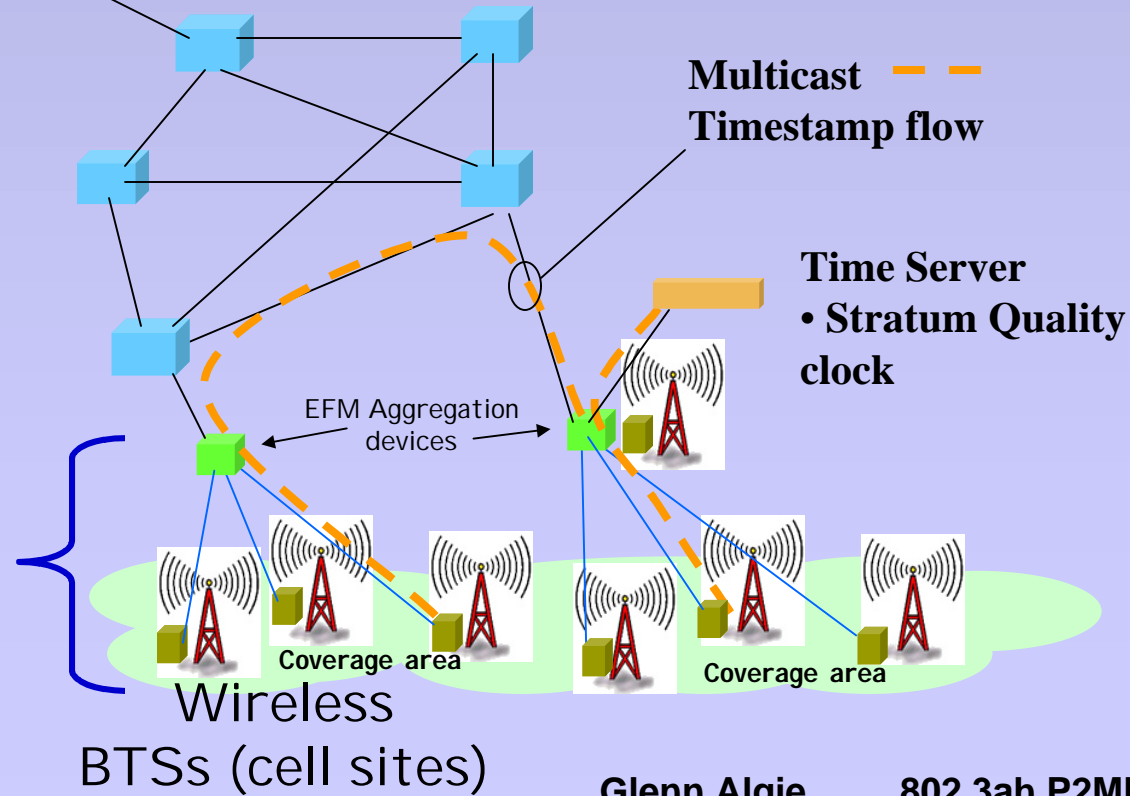 Multicast
Timestamp flow
Time Server
• Stratum Quality
clock
EFM Aggregation
devices
Coverage area
Coverage area
Wireless
BTSs (cell sites)
Glenn Algie 802.3ah P2MP